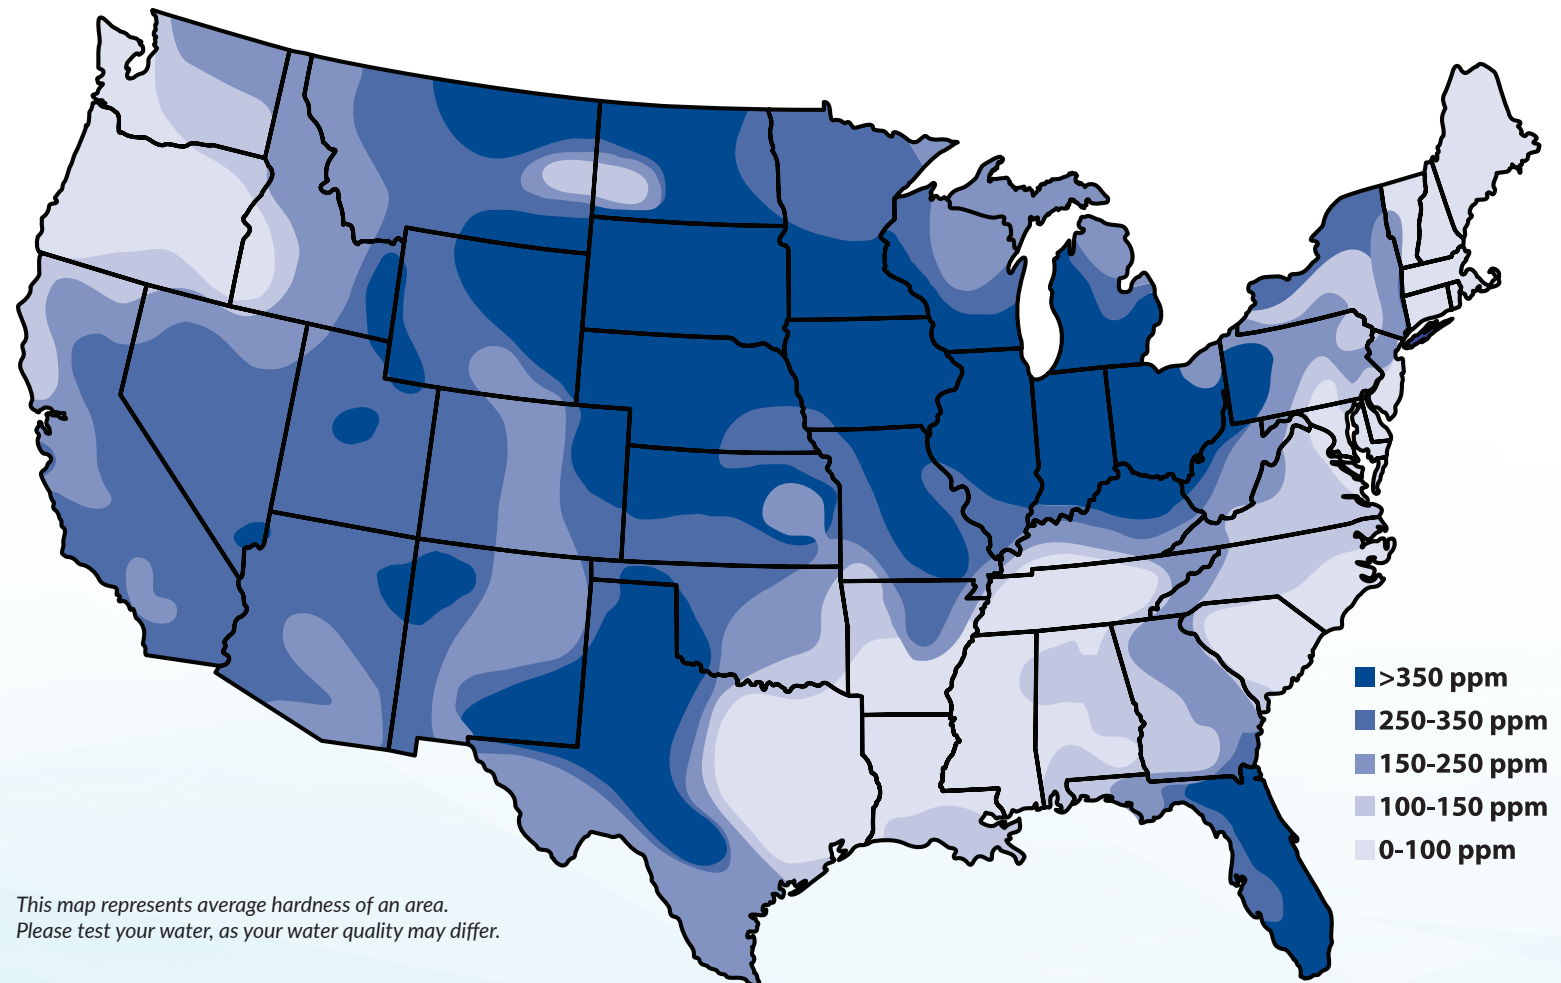 >350 ppm
250-350 ppm
150-250 ppm
100-150 ppm
0-100 ppm
This map represents average hardness of an area.
Please test your water, as your water quality may differ.